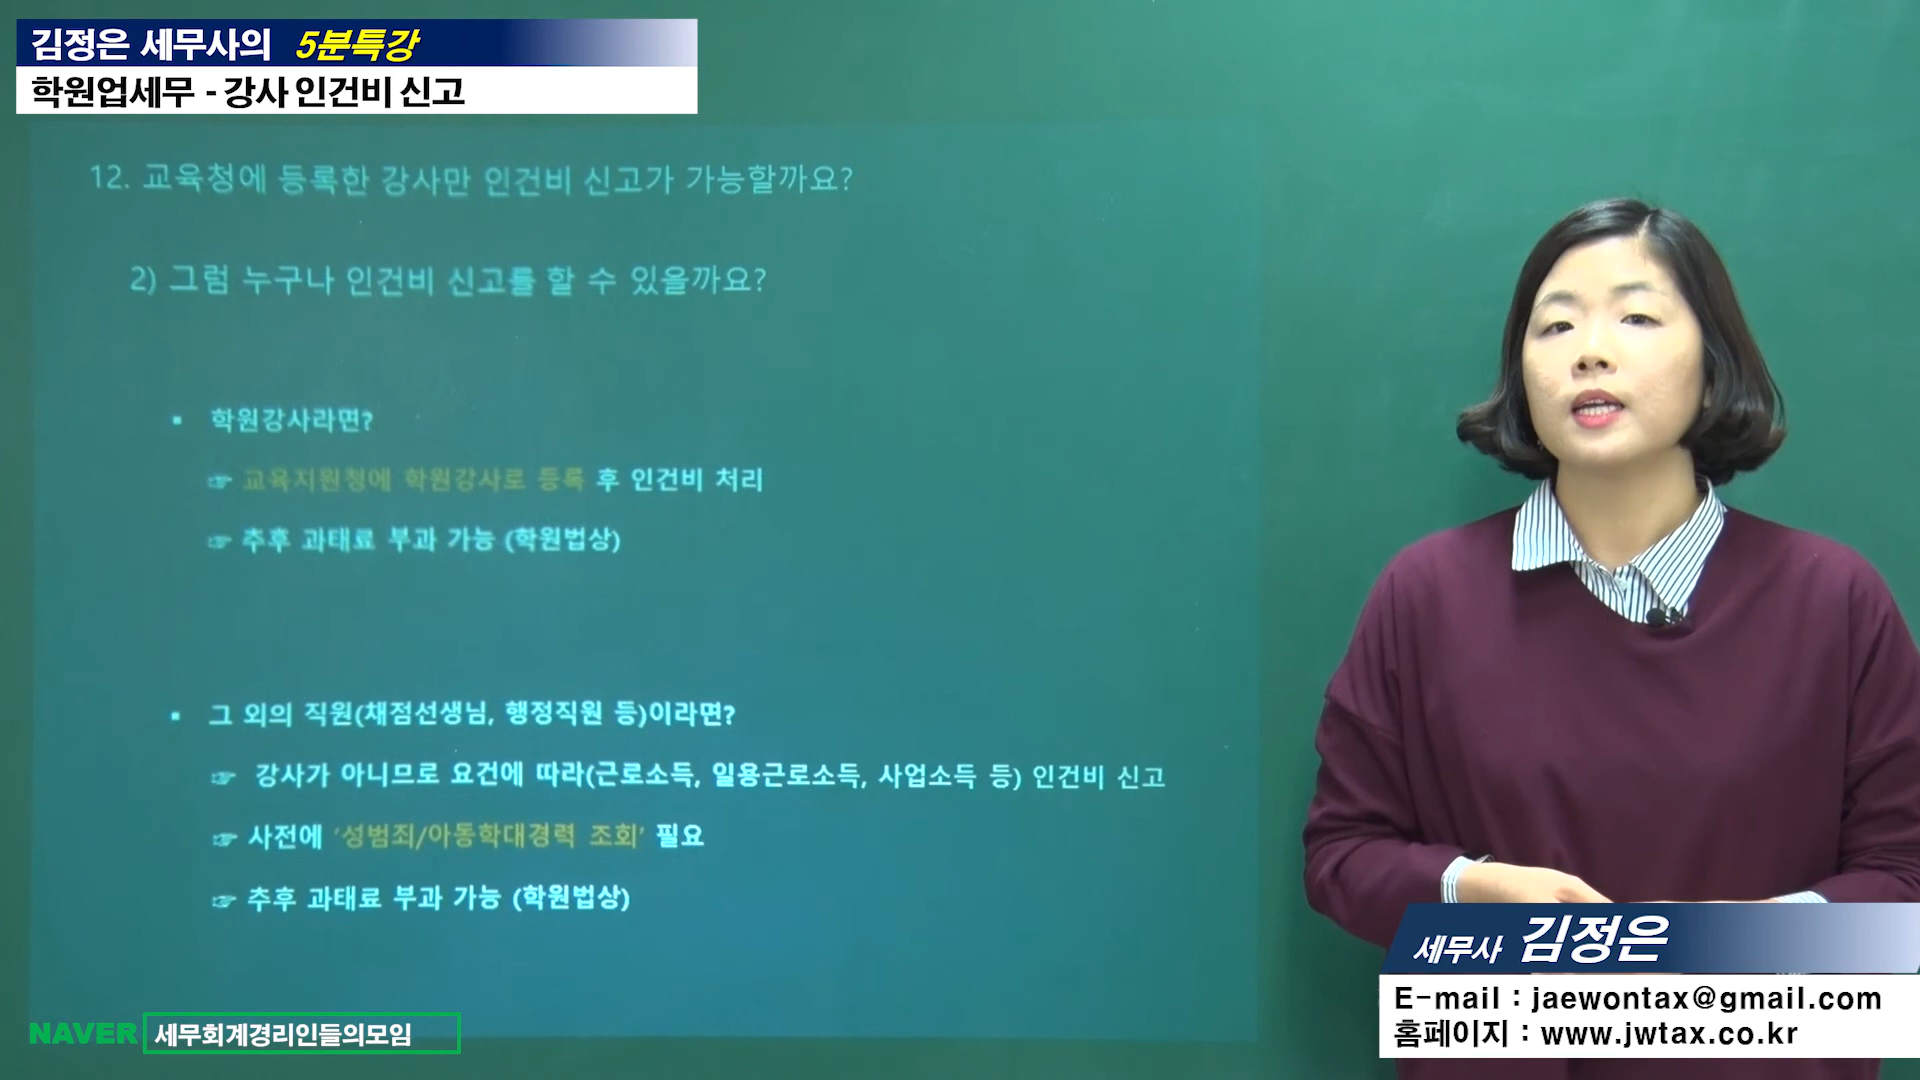 김정은 세무사의 5분특강
학원업세무 - 강사 인건비 신고
12. 교육청에 등록한 강사만 인건비 신고가 가능할까요?
2) 그럼 누구나 인건비 신고를 할 수 있을까요?
▪ 학원강사라면?
☞ 교육지원청에 학원강사로 등록 후 인건비 처리
☞ 추후 과태료 부과 가능 (학원법상)
▪ 그 외의 직원(채점선생님, 행정직원 등)이라면?
☞ 강사가 아니므로 요건에 따라(근로소득, 일용근로소득, 사업소득 등) 인건비 신고
☞ 사전에 '성범죄/아동학대경력 조회' 필요
☞ 추후 과태료 부과 가능 (학원법상)
세무사 김정은
E-mail : jaewontax@gmail.com
홈페이지 : www.jwtax.co.kr
NAVER 세무회계경리인들의모임